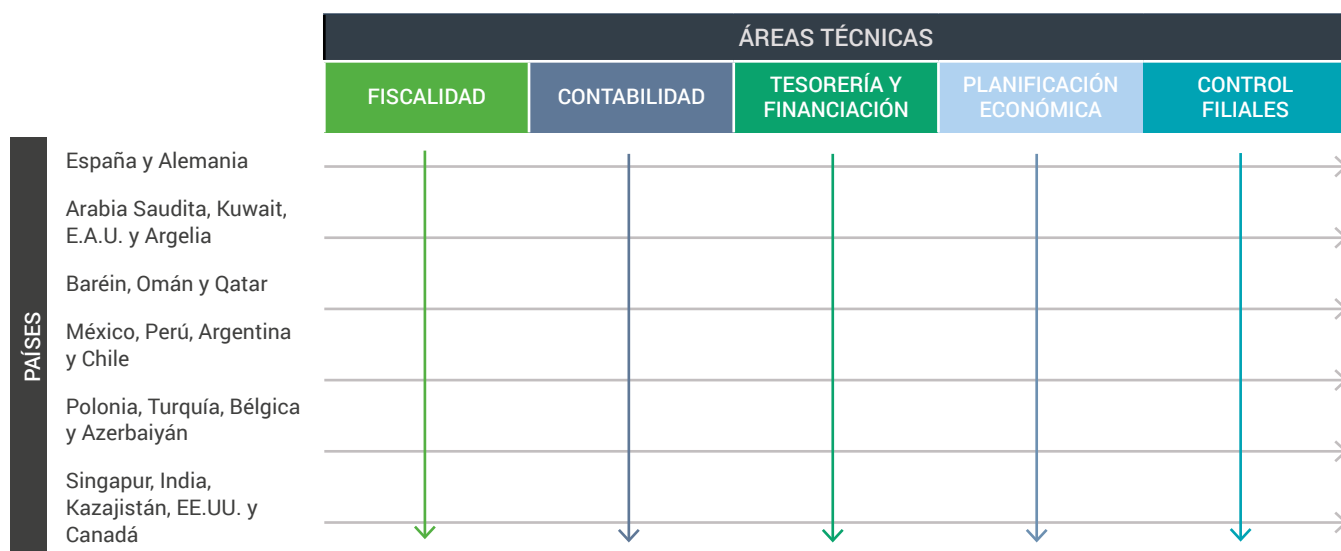 ÁREAS TÉCNICAS
FISCALIDAD
CONTABILIDAD
TESORERÍA Y
FINANCIACIÓN
PLANIFICACIÓN
ECONÓMICA
CONTROL
FILIALES
PAÍSES
España y Alemania
Arabia Saudita, Kuwait,
E.A.U. y Argelia
Baréin, Omán y Qatar
México, Perú, Argentina
y Chile
Polonia, Turquía, Bélgica
y Azerbaiyán
Singapur, India,
Kazajistán, EE.UU. y
Canadá